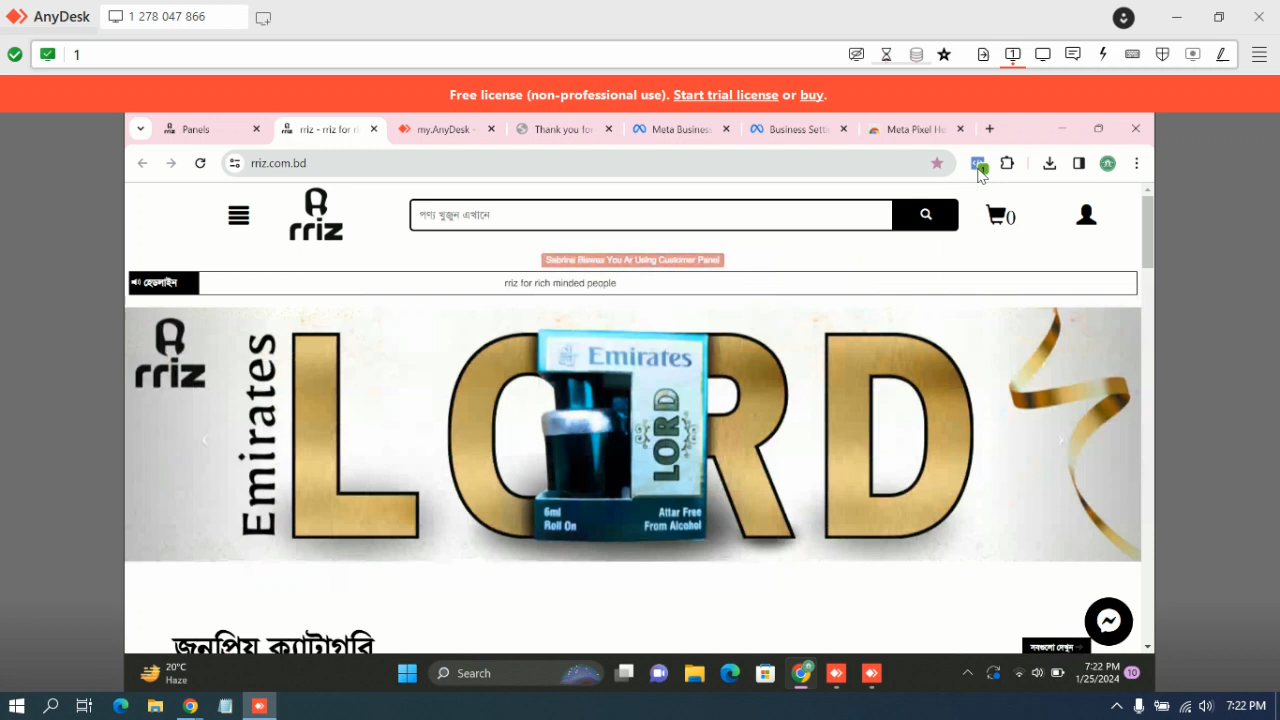 AnyDesk
1 278 047 866
1
Free license (non-professional use). Start trial license or buy.
Panels
rriz - rriz for ri
my.AnyDesk -
Thank you for
Meta Business
Business Setti
Meta Pixel He
rriz.com.bd
1
rriz
পণ্য খুজুন এখানে
()
Sabrina Biswas You Ar Using Customer Panel
হেডলাইন
rriz for rich minded people
rriz
Emirates
LORD
Emirates
LORD
6ml
Roll On
Attar Free
From Alcohol
জনপ্রিয় ক্যাটাগরি
সবগুলো দেখুন
20°C
Haze
Search
7:22 PM
1/25/2024
10
7:22 PM